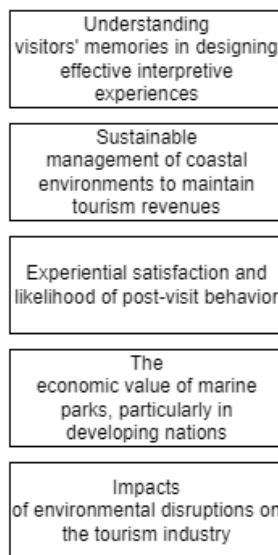 Understanding
visitors' memories in designing
effective interpretive
experiences
Sustainable
management of coastal
environments to maintain
tourism revenues
Experiential satisfaction and
likelihood of post-visit behavior
The
economic value of marine
parks, particularly in
developing nations
Impacts
of environmental disruptions on
the tourism industry